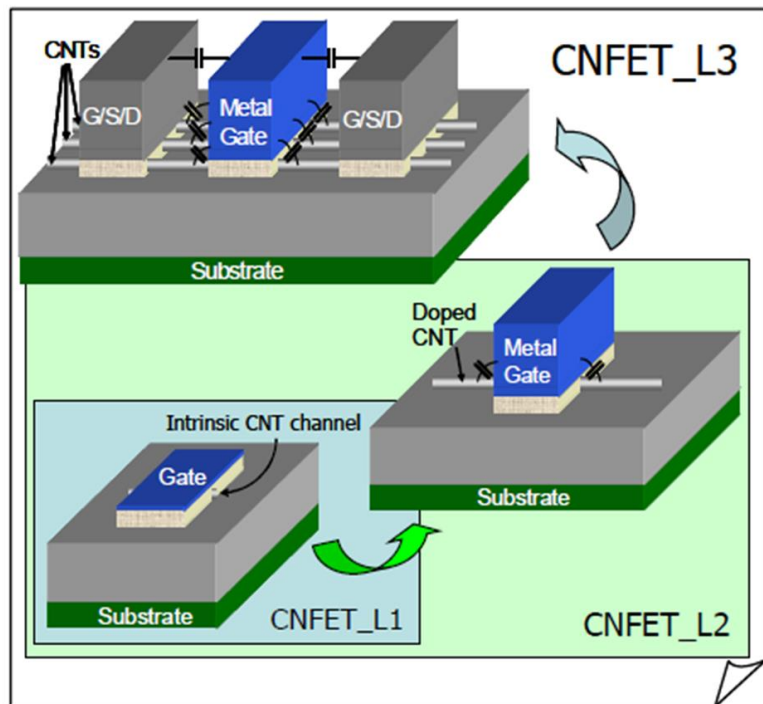 CNTs
CNFET_L3
G/S/D
Metal
Gate
G/S/D
Substrate
Doped
CNT
Metal
Gate
Intrinsic CNT channel
Gate
Substrate
Substrate
CNFET_L1
CNFET_L2